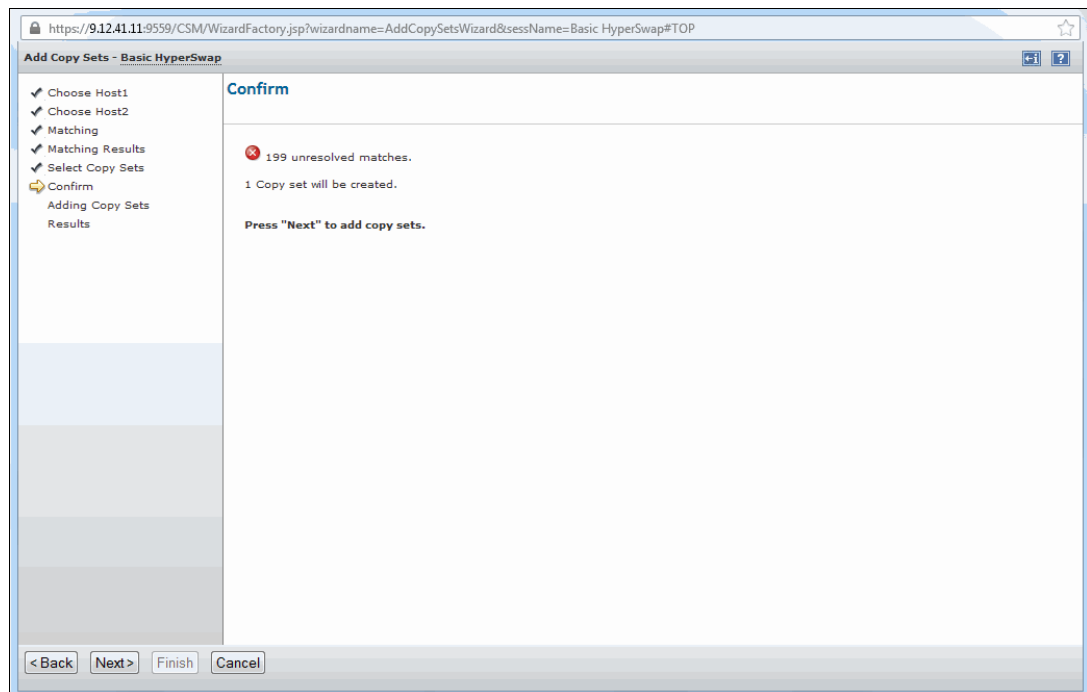 https://9.12.41.11:9559/CSM/WizardFactory.jsp?wizardname=AddCopySetsWizard&sessName=Basic HyperSwap#TOP
Add Copy Sets - Basic HyperSwap
Choose Host1
Choose Host2
Matching
Matching Results
Select Copy Sets
Confirm
Adding Copy Sets
Results
Confirm
199 unresolved matches.
1 Copy set will be created.
Press "Next" to add copy sets.
< Back Next > Finish Cancel